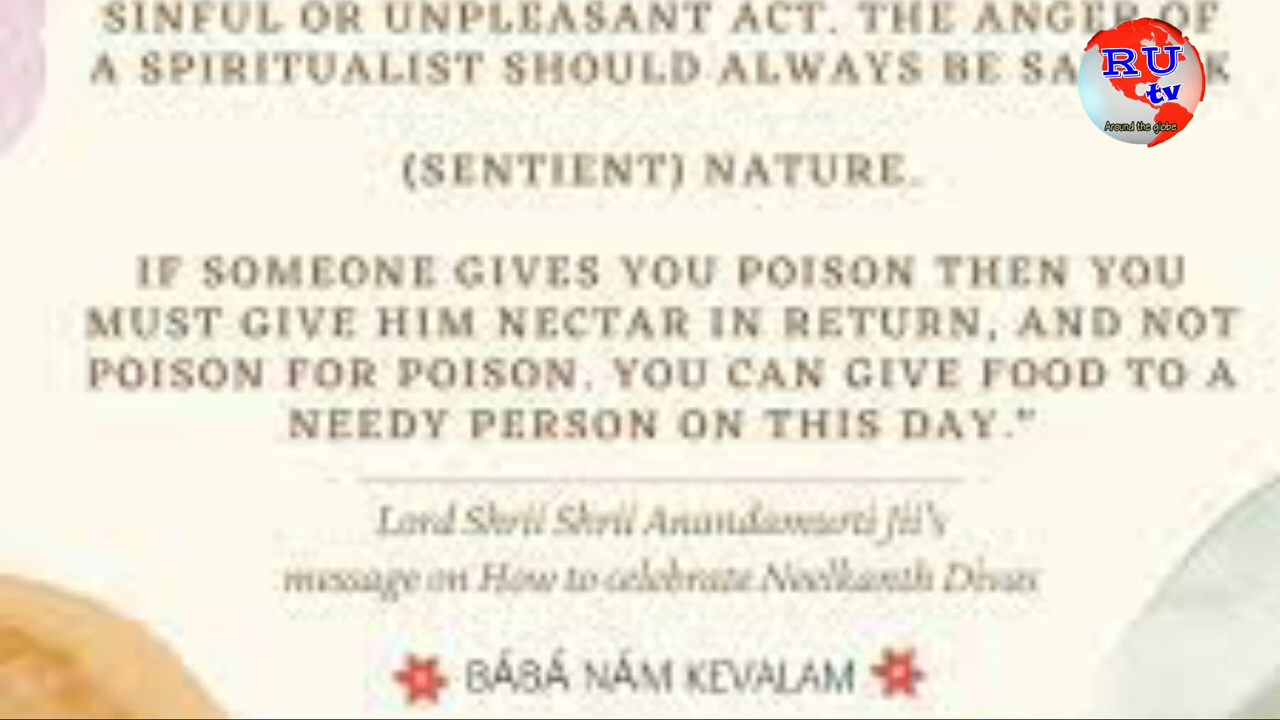 SINFUL OR UNPLEASANT ACT. THE ANGER OF
A SPIRITUALIST SHOULD ALWAYS BE
(SENTIENT) NATURE.
IF SOMEONE GIVES YOU POISON THEN YOU
MUST GIVE HIM NECTAR IN RETURN, AND NOT
POISON FOR POISON. YOU CAN GIVE FOOD TO A
NEEDY PERSON ON THIS DAY."
Lord Shrii Shrii Anandamurti Jii's
message on How to celebrate Neelkanth Divas
BÁBÁ NÁM KEVALAM
RU
tv
Around the globe